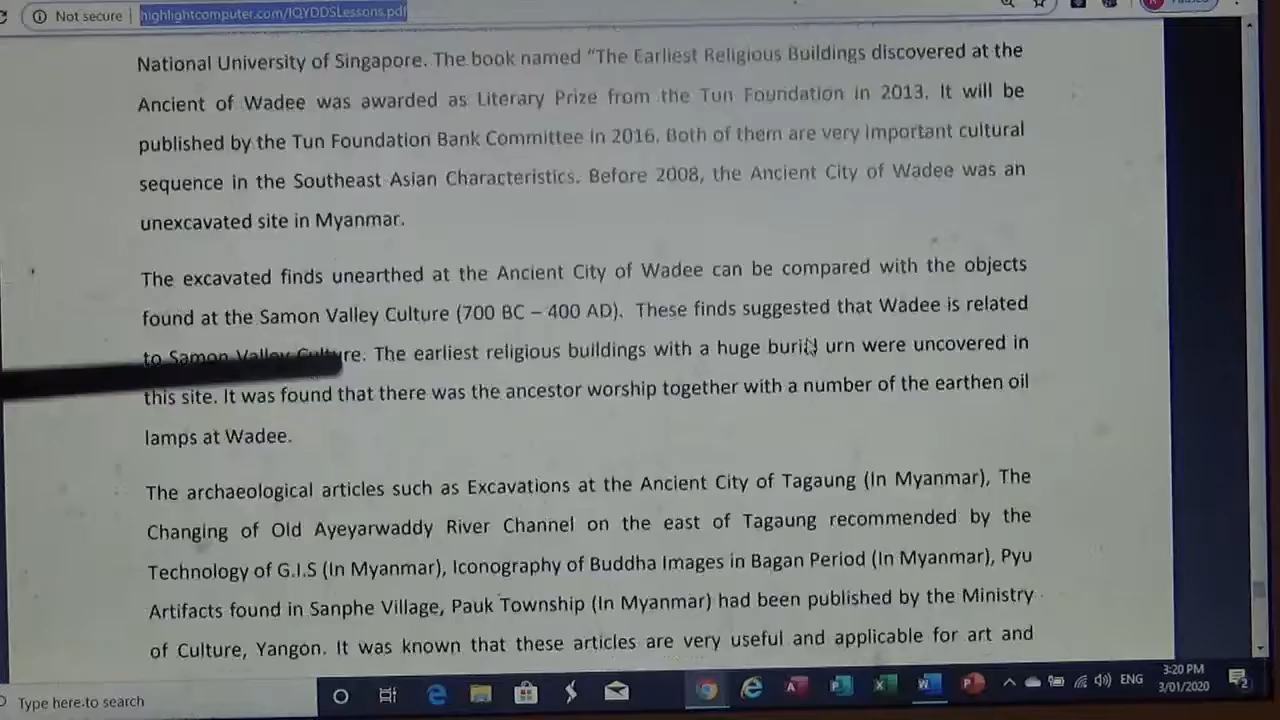 Not secure | highlightcomputer.com/IQYDDSLessons.pdf
National University of Singapore. The book named “The Earliest Religious Buildings discovered at the
Ancient of Wadee was awarded as Literary Prize from the Tun Foundation in 2013. It will be
published by the Tun Foundation Bank Committee in 2016. Both of them are very important cultural
sequence in the Southeast Asian Characteristics. Before 2008, the Ancient City of Wadee was an
unexcavated site in Myanmar.
The excavated finds unearthed at the Ancient City of Wadee can be compared with the objects
found at the Samon Valley Culture (700 BC – 400 AD). These finds suggested that Wadee is related
to Samon Valley Culture. The earliest religious buildings with a huge burial urn were uncovered in
this site. It was found that there was the ancestor worship together with a number of the earthen oil
lamps at Wadee.
The archaeological articles such as Excavations at the Ancient City of Tagaung (In Myanmar), The
Changing of Old Ayeyarwaddy River Channel on the east of Tagaung recommended by the
Technology of G.I.S (In Myanmar), Iconography of Buddha Images in Bagan Period (In Myanmar), Pyu
Artifacts found in Sanphe Village, Pauk Township (In Myanmar) had been published by the Ministry
of Culture, Yangon. It was known that these articles are very useful and applicable for art and
Type here to search
ENG
3:20 PM
3/01/2020
2